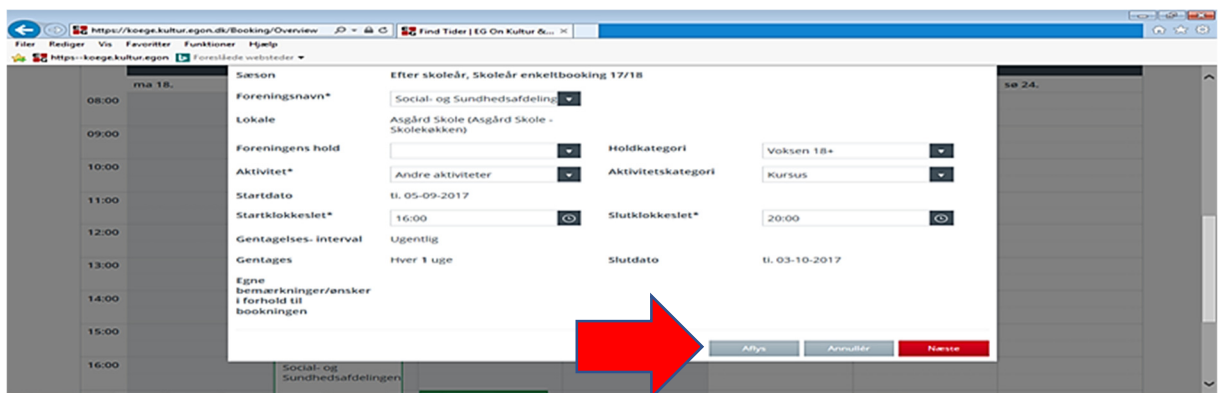 https://koege.kultur.egon.dk/Booking/Overview
Find Tider | EG On Kultur &...
Filer Rediger Vis Favoritter Funktioner Hjælp
https--koege.kultur.egon Foreslåede websteder
ma 18. sø 24.
Sæson Efter skoleår, Skoleår enkeltbooking 17/18
08:00
Foreningsnavn* Social- og Sundhedsafdeling
Lokale Asgård Skole (Asgård Skole -
Skolekøkken)
09:00
Foreningens hold Holdkategori Voksen 18+
10:00
Aktivitet* Andre aktiviteter Aktivitetskategori Kursus
Startdato ti. 05-09-2017
11:00
Startklokkeslet* 16:00 Slutklokkeslet* 20:00
12:00
Gentagelses- interval Ugentlig
Gentages Hver 1 uge Slutdato ti. 03-10-2017
13:00
Egne
bemærkninger/ønsker
i forhold til
bookningen
14:00
15:00
Aflys Annullér Næste
16:00
Social- og
Sundhedsafdelingen